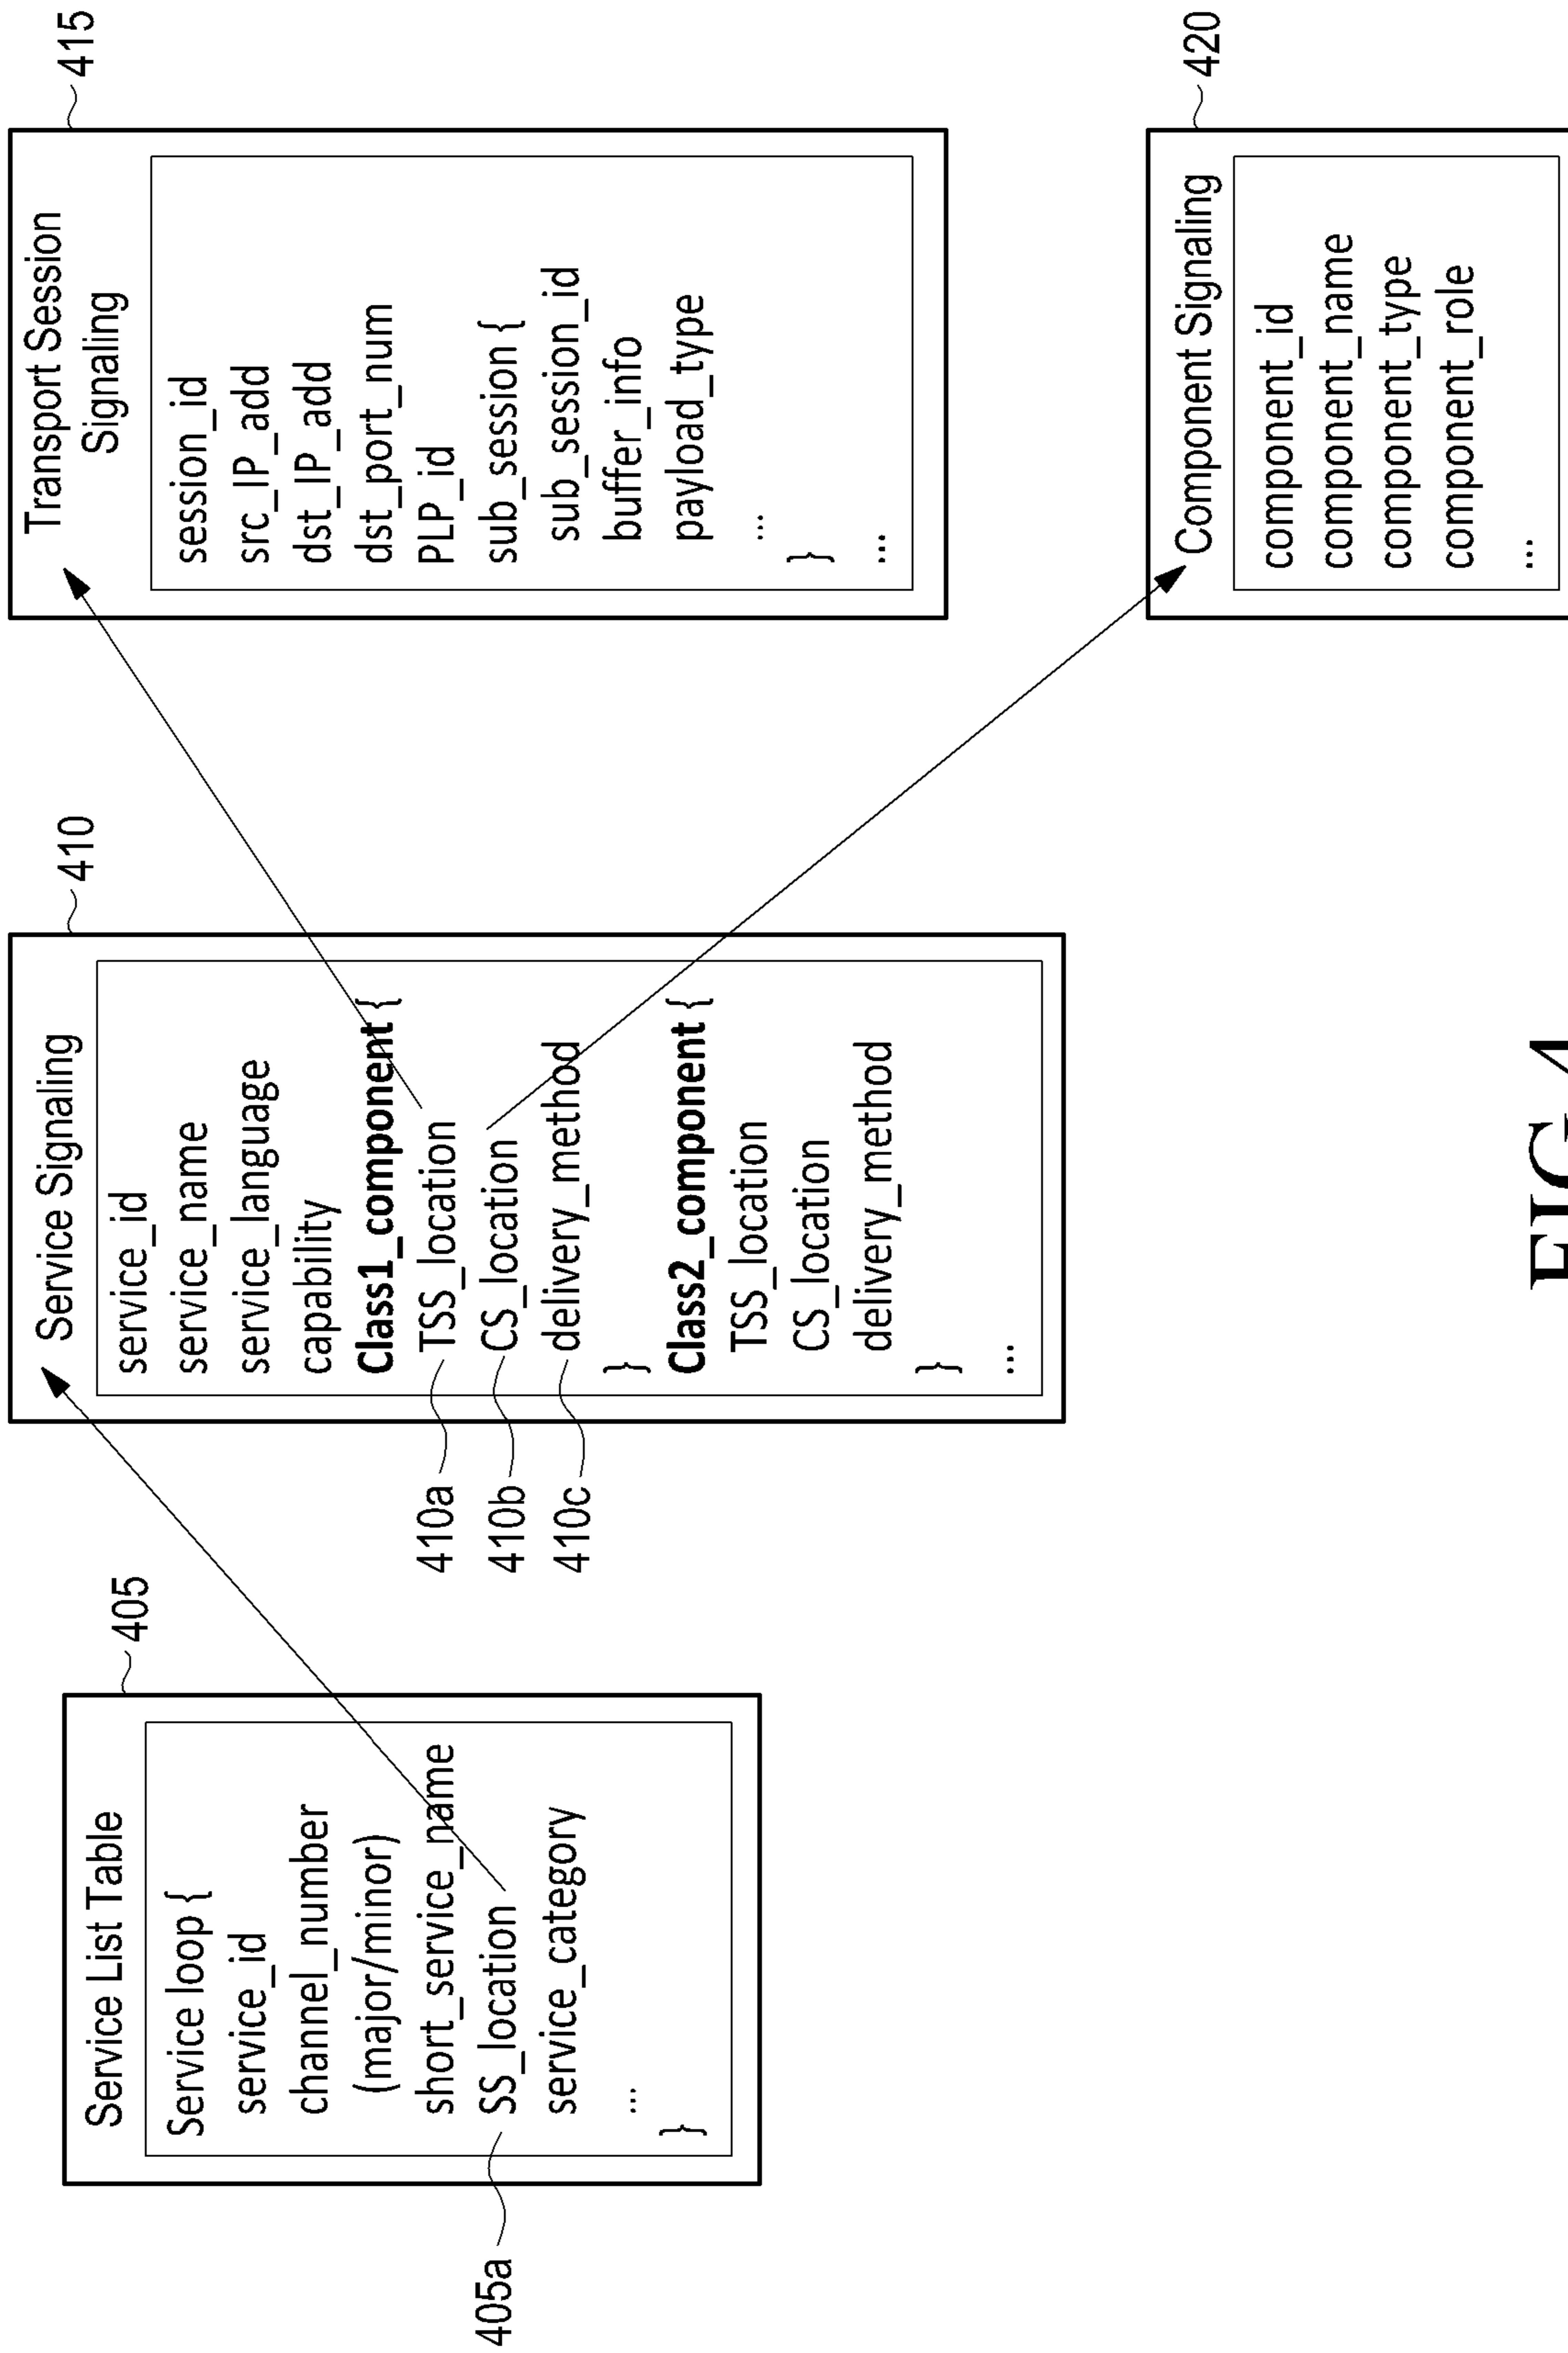 405
Service List Table
Service loop {
service_id
channel_number
(major/minor)
short_service_name
405a
SS_location
service_category
...
}
410
Service Signaling
service_id
service_name
service_language
capability
Class1_component {
410a
TSS_location
410b
CS_location
410c
delivery_method
}
Class2_component {
TSS_location
CS_location
delivery_method
}
...
415
Transport Session
Signaling
session_id
src_IP_add
dst_IP_add
dst_port_num
PLP_id
sub_session {
sub_session_id
buffer_info
payload_type
...
}
...
420
Component Signaling
component_id
component_name
component_type
component_role
...
FIG.4